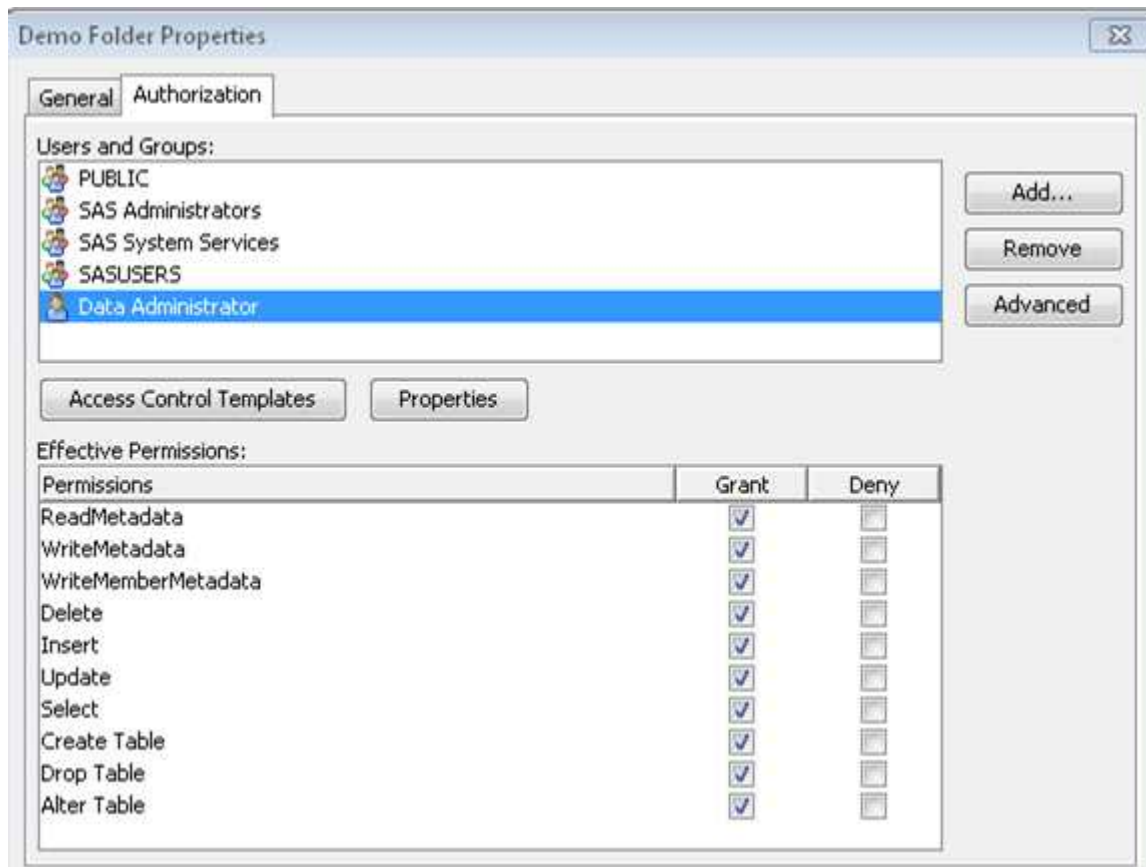 Demo Folder Properties
General Authorization
Users and Groups:
PUBLIC
SAS Administrators
SAS System Services
SASUSERS
Data Administrator
Add...
Remove
Advanced
Access Control Templates Properties
Effective Permissions:
Permissions Grant Deny
ReadMetadata
WriteMetadata
WriteMemberMetadata
Delete
Insert
Update
Select
Create Table
Drop Table
Alter Table